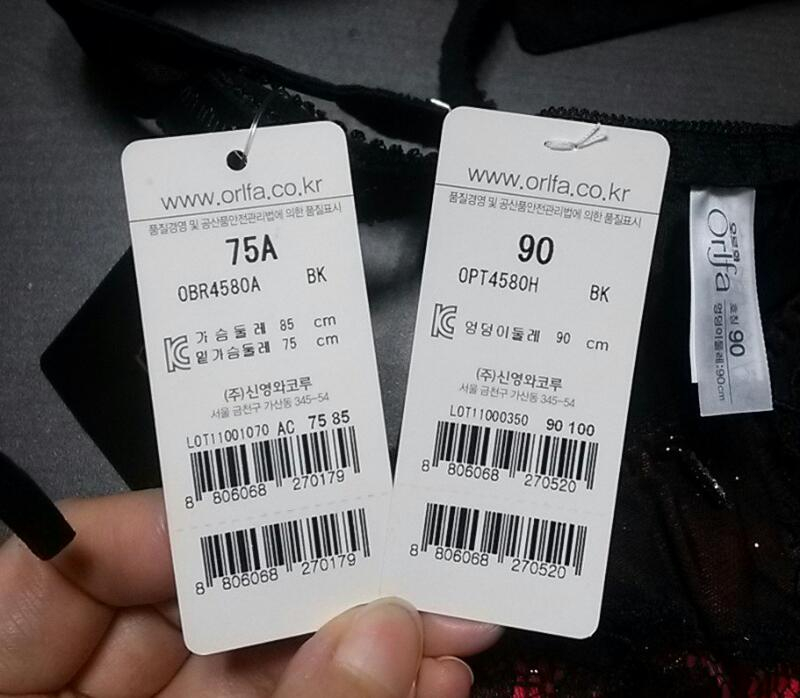 www.orlfa.co.kr
품질경영 및 공산품안전관리법에 의한 품질표시
75A
OBR4580A BK
가슴둘레 85 cm
밑가슴둘레 75 cm
(주)신영와코루
서울 금천구 가산동 345-54
LOT11001070 AC 75 85
8 806068 270179
8 806068 270179
www.orlfa.co.kr
품질경영 및 공산품안전관리법에 의한 품질표시
90
OPT4580H BK
엉덩이둘레 90 cm
(주)신영와코루
서울 금천구 가산동 345-54
LOT11000350 90 100
8 806068 270520
8 806068 270520
오르화
Orlfa
호칭 90
엉덩이둘레:90cm